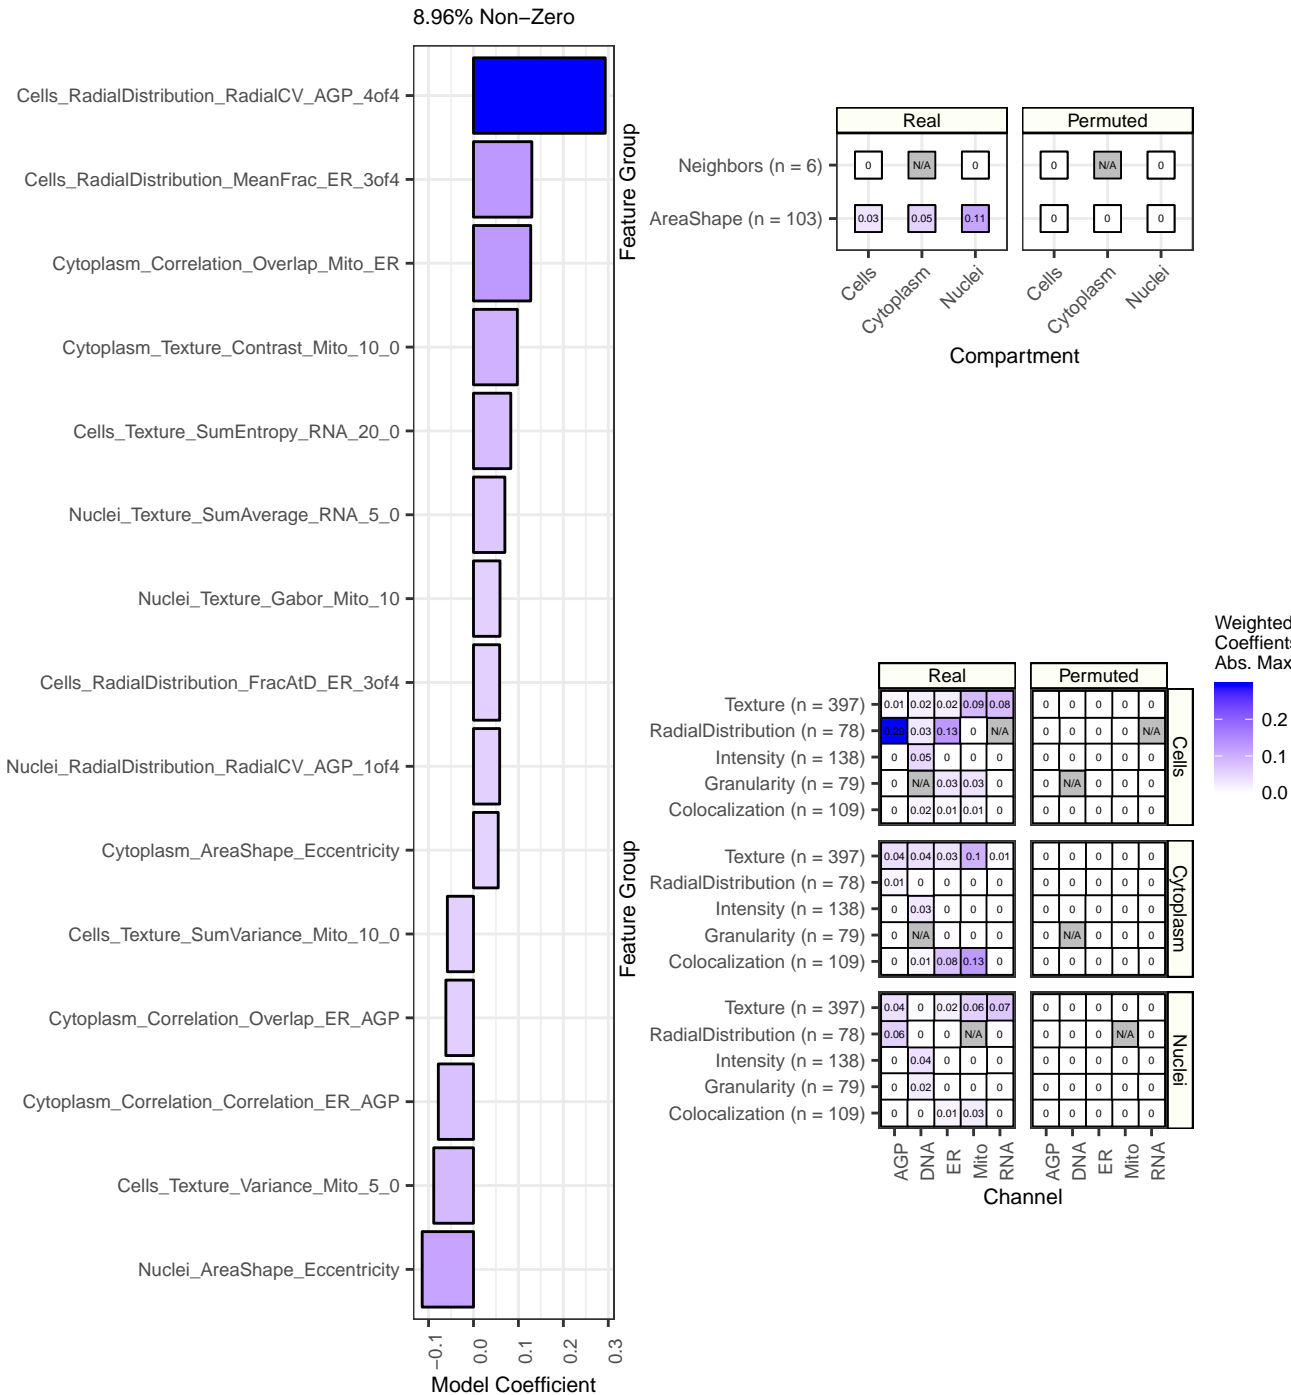 8.96% Non−Zero
Cells_RadialDistribution_RadialCV_AGP_4of4
Cells_RadialDistribution_MeanFrac_ER_3of4
Cytoplasm_Correlation_Overlap_Mito_ER
Cytoplasm_Texture_Contrast_Mito_10_0
Cells_Texture_SumEntropy_RNA_20_0
Nuclei_Texture_SumAverage_RNA_5_0
Nuclei_Texture_Gabor_Mito_10
Cells_RadialDistribution_FracAtD_ER_3of4
Nuclei_RadialDistribution_RadialCV_AGP_1of4
Cytoplasm_AreaShape_Eccentricity
Cells_Texture_SumVariance_Mito_10_0
Cytoplasm_Correlation_Overlap_ER_AGP
Cytoplasm_Correlation_Correlation_ER_AGP
Cells_Texture_Variance_Mito_5_0
Nuclei_AreaShape_Eccentricity
−0.1 0.0 0.1 0.2 0.3
Model Coefficient
Feature Group
Real Permuted
Neighbors (n = 6) 0 N/A 0 0 N/A 0
AreaShape (n = 103) 0.03 0.05 0.11 0 0 0
Cells Cytoplasm Nuclei Cells Cytoplasm Nuclei
Compartment
Feature Group
Real Permuted
Texture (n = 397) 0.01 0.02 0.02 0.09 0.08 0 0 0 0 0
RadialDistribution (n = 78) 0.29 0.03 0.13 0 N/A 0 0 0 0 N/A
Intensity (n = 138) 0 0.05 0 0 0 0 0 0 0 0
Granularity (n = 79) 0 N/A 0.03 0.03 0 0 N/A 0 0 0
Colocalization (n = 109) 0 0.02 0.01 0.01 0 0 0 0 0 0
Cells
Texture (n = 397) 0.04 0.04 0.03 0.1 0.01 0 0 0 0 0
RadialDistribution (n = 78) 0.01 0 0 0 0 0 0 0 0 0
Intensity (n = 138) 0 0.03 0 0 0 0 0 0 0 0
Granularity (n = 79) 0 N/A 0 0 0 0 N/A 0 0 0
Colocalization (n = 109) 0 0.01 0.08 0.13 0 0 0 0 0 0
Cytoplasm
Texture (n = 397) 0.04 0 0.02 0.06 0.07 0 0 0 0 0
RadialDistribution (n = 78) 0.06 0 0 N/A 0 0 0 0 N/A 0
Intensity (n = 138) 0 0.04 0 0 0 0 0 0 0 0
Granularity (n = 79) 0 0.02 0 0 0 0 0 0 0 0
Colocalization (n = 109) 0 0 0.01 0.03 0 0 0 0 0 0
Nuclei
AGP DNA ER Mito RNA AGP DNA ER Mito RNA
Channel
Weighted
Coeffients
Abs. Max
0.2
0.1
0.0